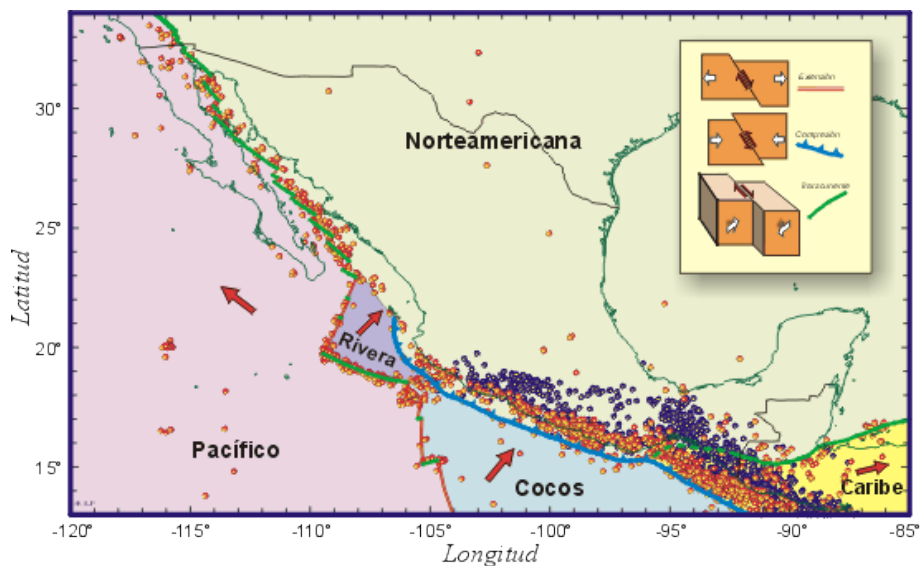 Extensión
Compresión
Transcurrente
Norteamericana
Rivera
Pacífico
Cocos
Caribe
Latitud
30°
25°
20°
15°
-120°
-115°
-110°
-105°
-100°
-95°
-90°
-85°
Longitud